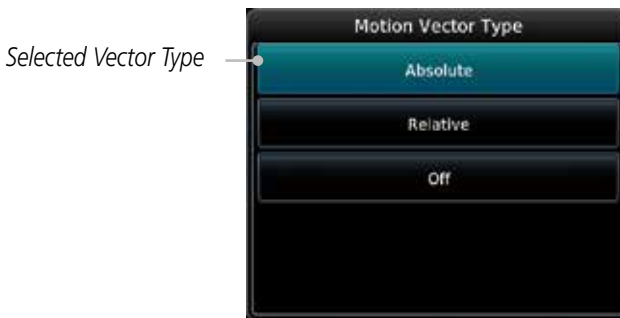 Motion Vector Type
Selected Vector Type
Absolute
Relative
Off